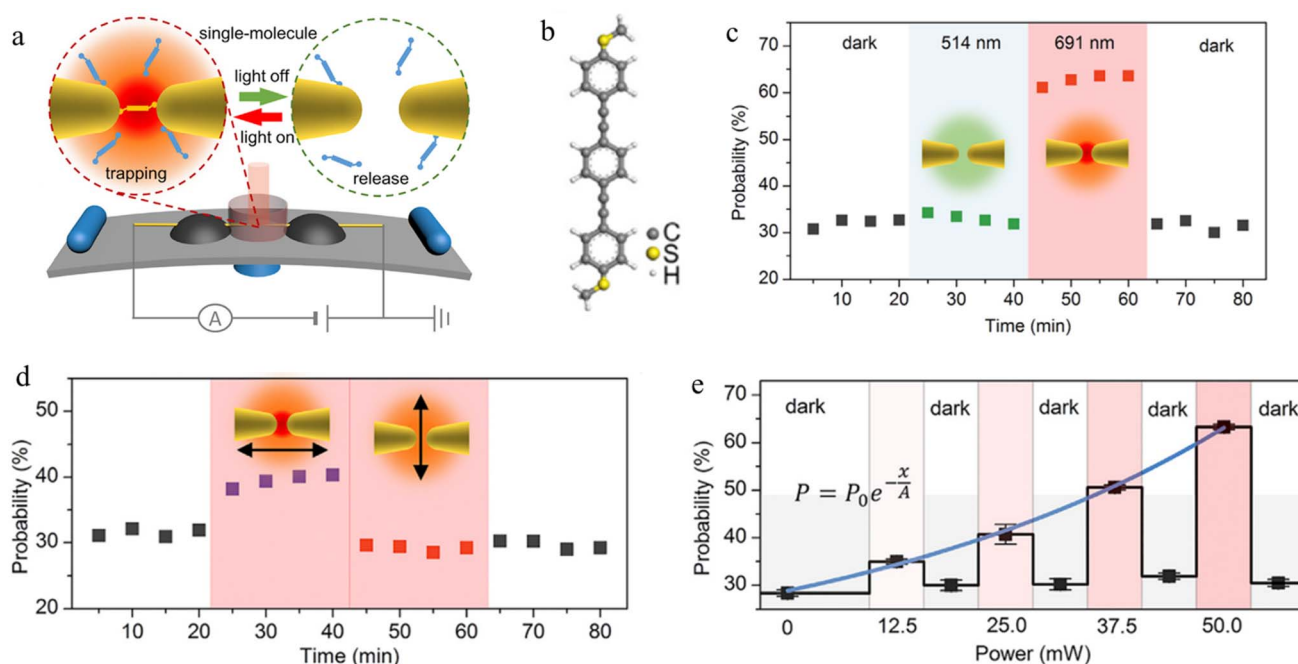 a
single-molecule
light off
light on
trapping
release
A
b
C
S
H
c
Probability (%)
70
60
50
40
30
20
dark
514 nm
691 nm
dark
10 20 30 40 50 60 70 80
Time (min)
d
Probability (%)
50
40
30
20
10 20 30 40 50 60 70 80
Time (min)
e
Probability (%)
70
60
50
40
30
dark
dark
dark
dark
dark
P = P₀e^{-x/A}
0 12.5 25.0 37.5 50.0
Power (mW)